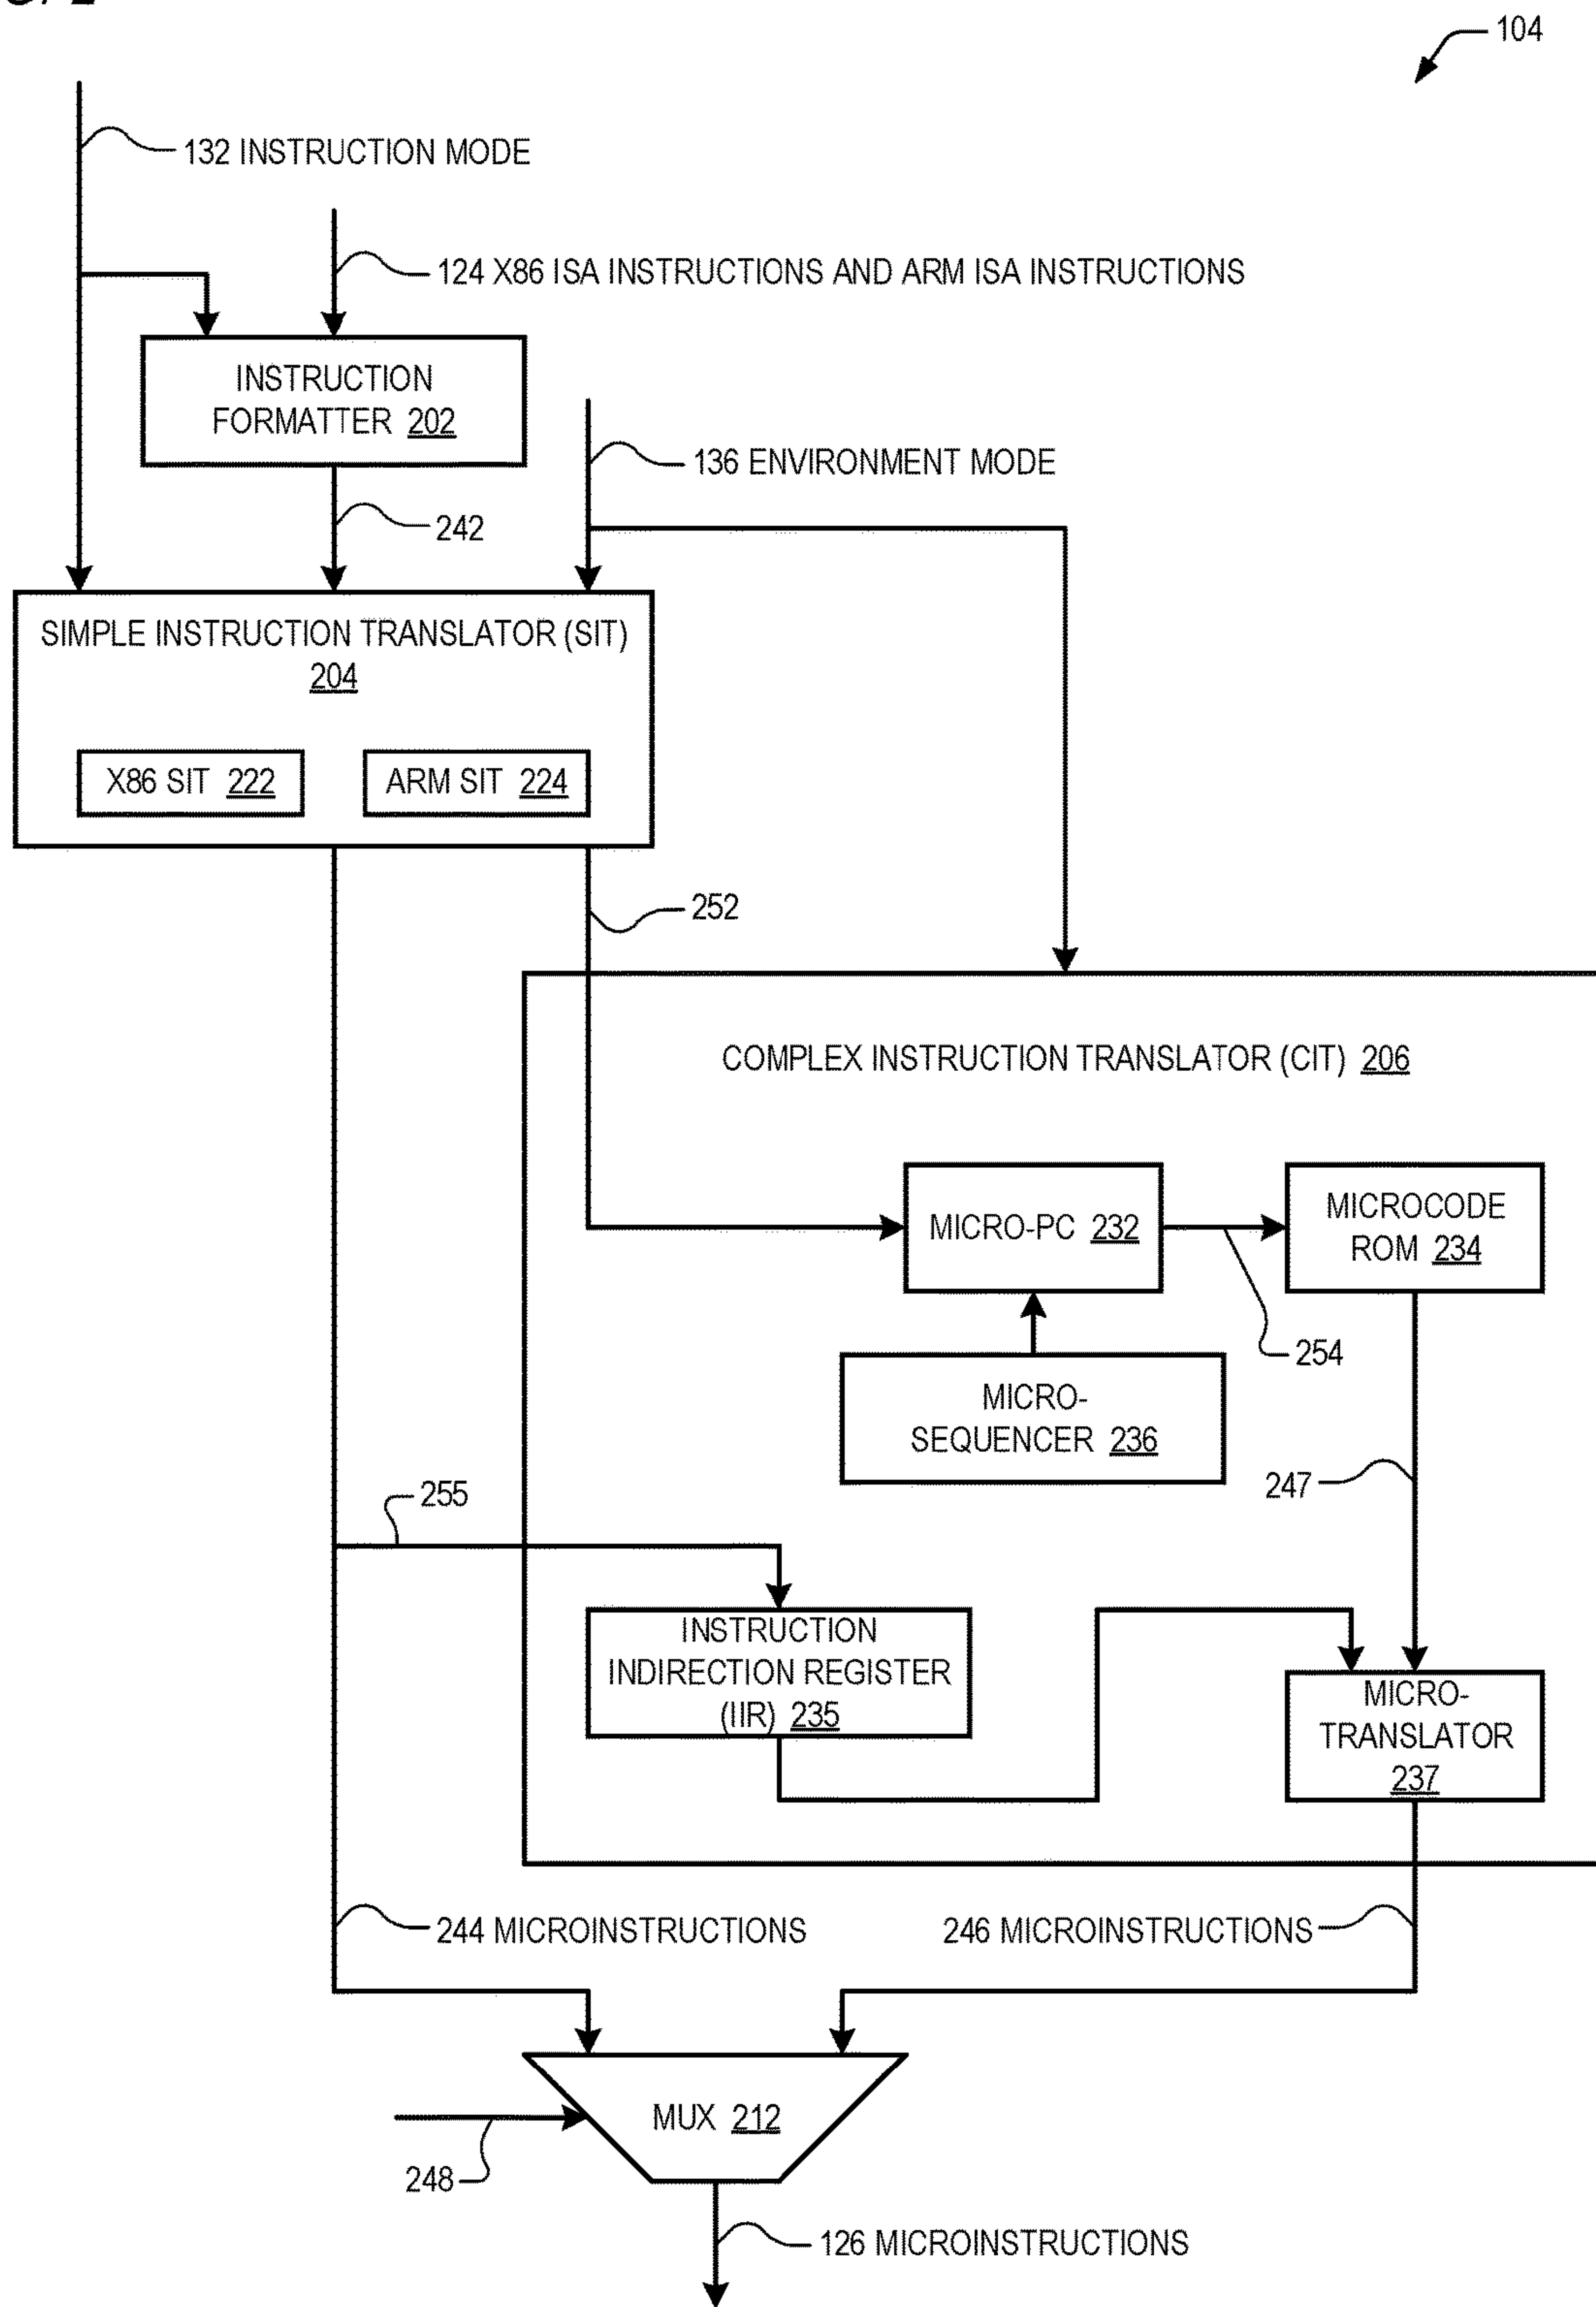 104
132 INSTRUCTION MODE
124 X86 ISA INSTRUCTIONS AND ARM ISA INSTRUCTIONS
INSTRUCTION
FORMATTER 202
136 ENVIRONMENT MODE
242
SIMPLE INSTRUCTION TRANSLATOR (SIT)
204
X86 SIT 222
ARM SIT 224
252
COMPLEX INSTRUCTION TRANSLATOR (CIT) 206
MICRO-PC 232
MICROCODE
ROM 234
254
MICRO-
SEQUENCER 236
247
255
INSTRUCTION
INDIRECTION REGISTER
(IIR) 235
MICRO-
TRANSLATOR
237
244 MICROINSTRUCTIONS
246 MICROINSTRUCTIONS
MUX 212
248
126 MICROINSTRUCTIONS